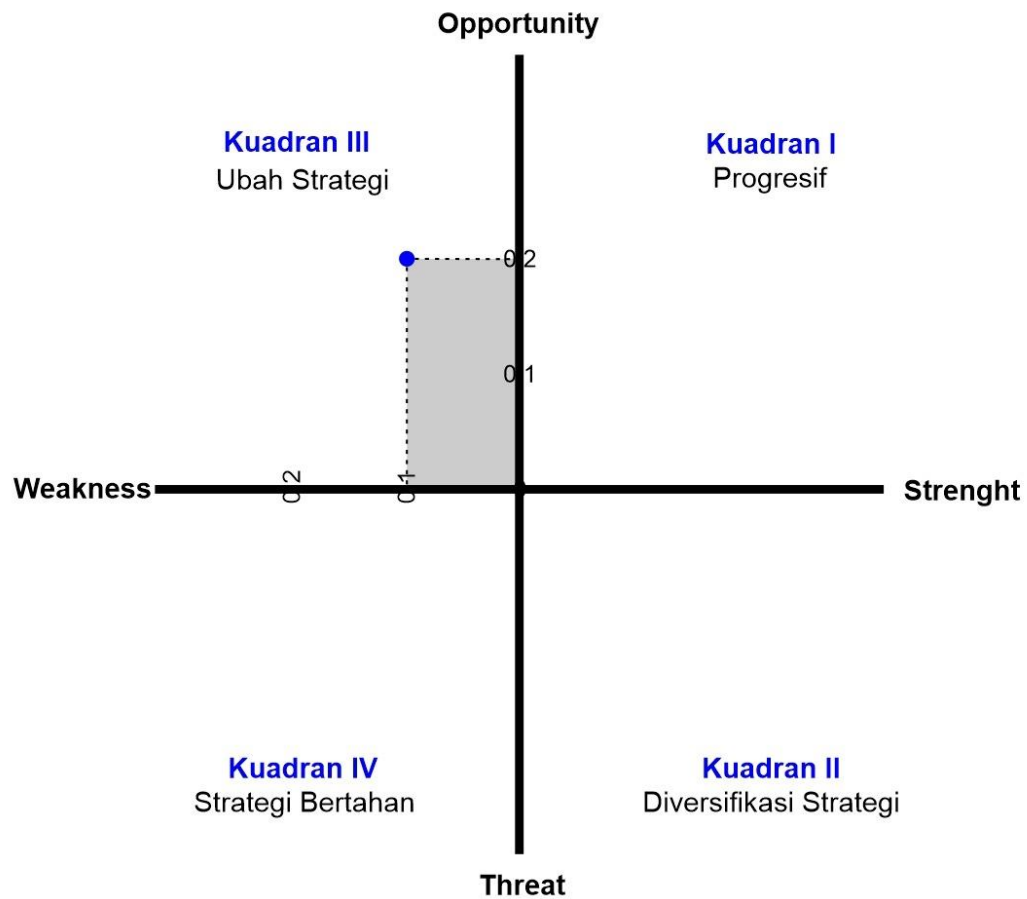 Opportunity
Kuadran III
Ubah Strategi
Kuadran I
Progresif
0.2
0.1
Weakness
0.2
0.1
Strenght
Kuadran IV
Strategi Bertahan
Kuadran II
Diversifikasi Strategi
Threat